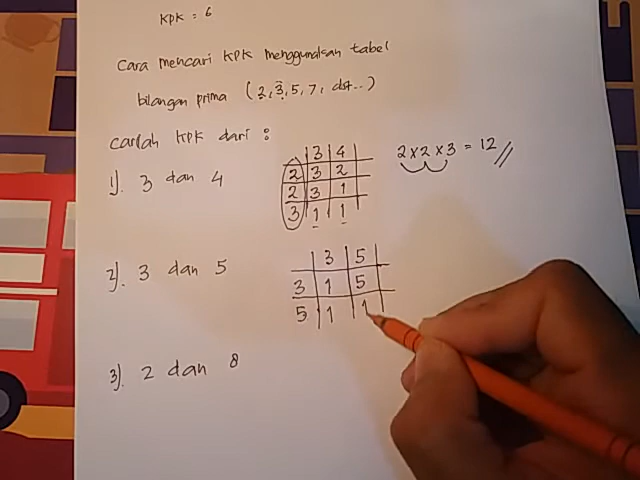 KPK = 6
Cara mencari KPK menggunakan tabel
bilangan prima (2, 3, 5, 7, dst..)
Carilah KPK dari :
1). 3 dan 4
3 4
2 3 2
2 3 1
3 1 1
2 x 2 x 3 = 12 //
2). 3 dan 5
3 5
3 1 5
5 1 1
3). 2 dan 8